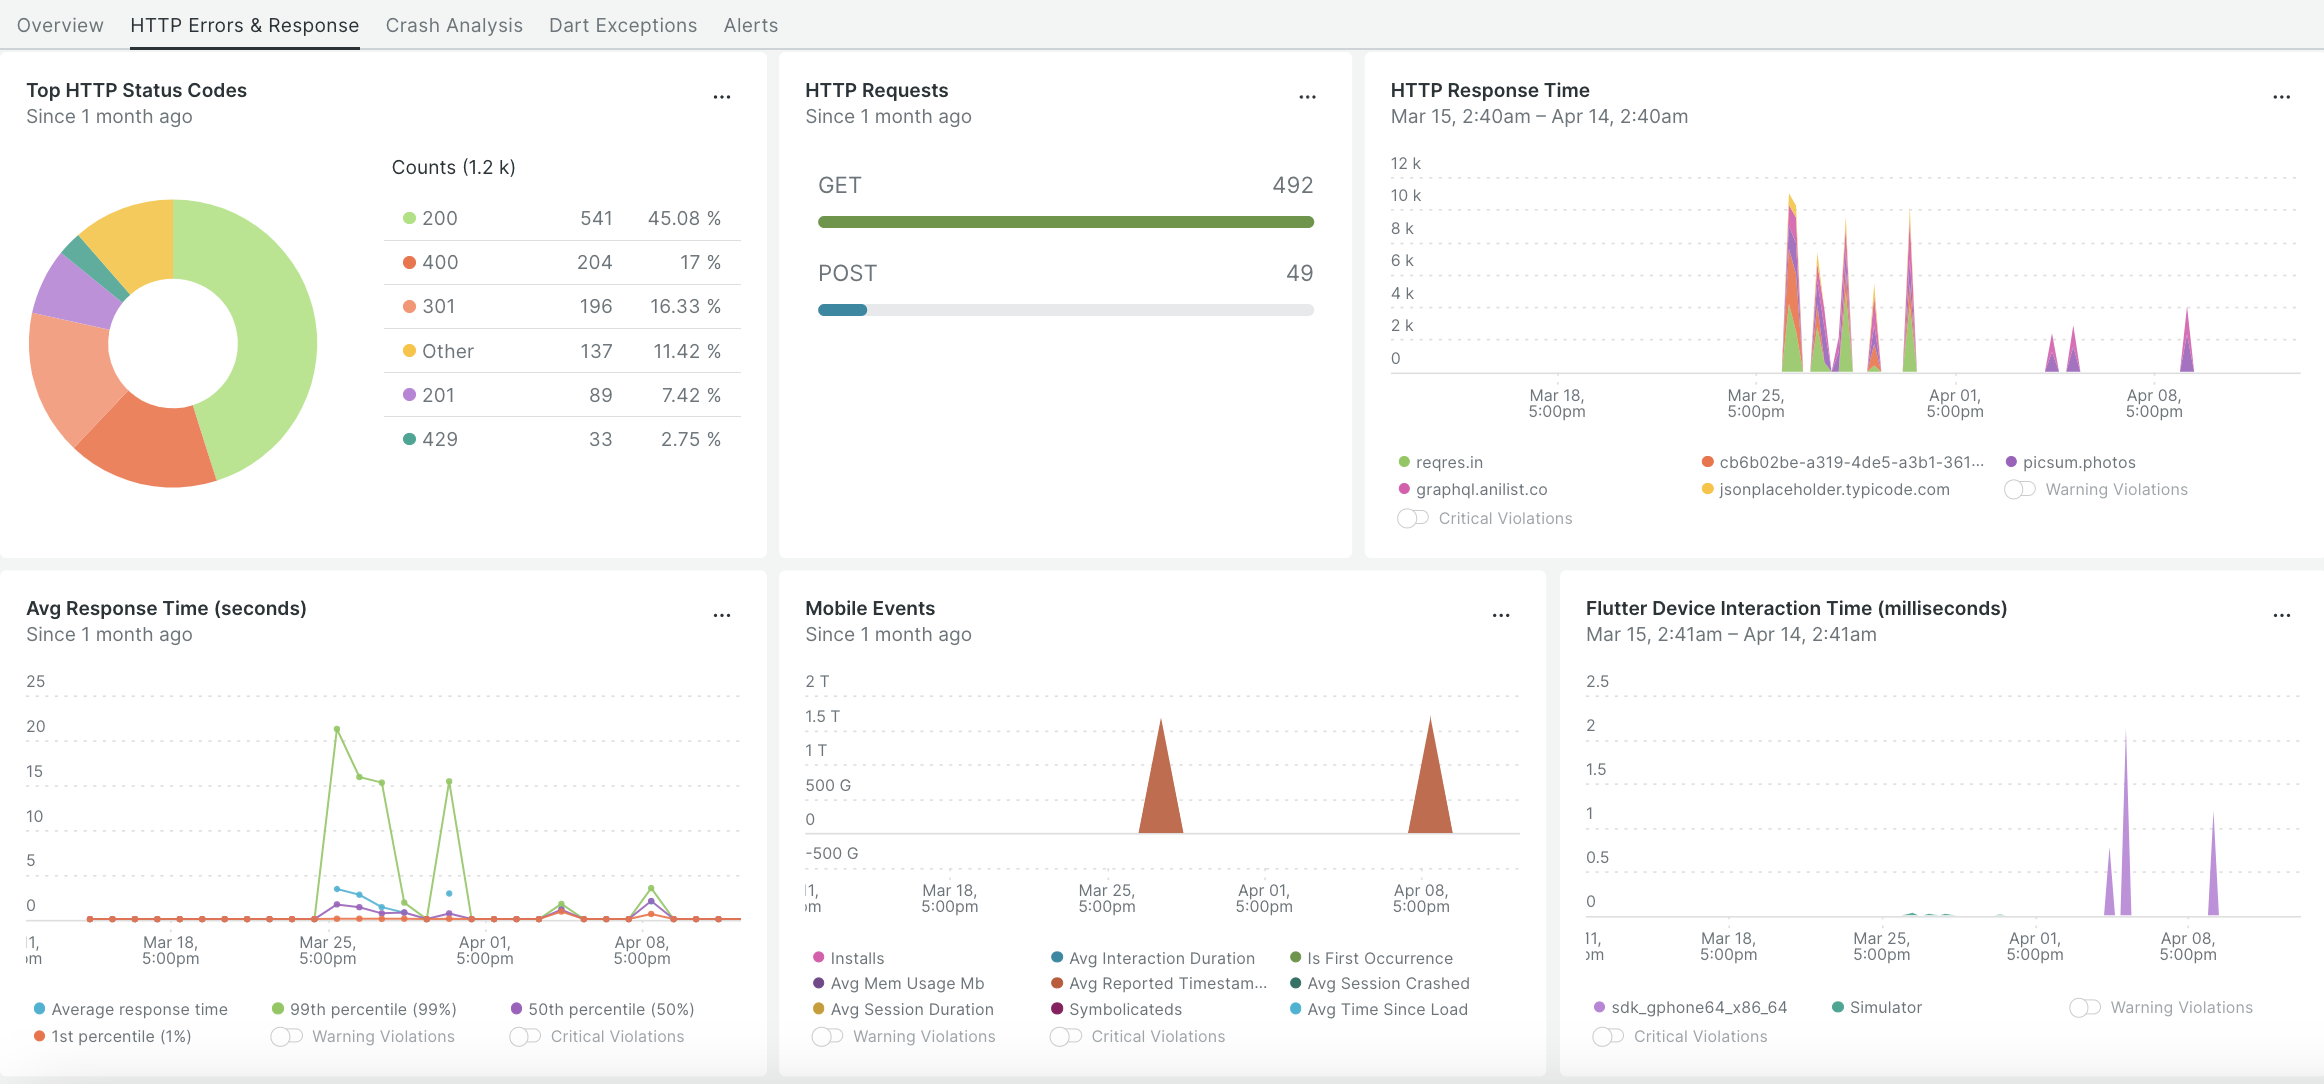 Overview HTTP Errors & Response Crash Analysis Dart Exceptions Alerts
Top HTTP Status Codes
Since 1 month ago
Counts (1.2 k)
200 541 45.08 %
400 204 17 %
301 196 16.33 %
Other 137 11.42 %
201 89 7.42 %
429 33 2.75 %
HTTP Requests
Since 1 month ago
GET 492
POST 49
HTTP Response Time
Mar 15, 2:40am – Apr 14, 2:40am
12 k
10 k
8 k
6 k
4 k
2 k
0
Mar 18, Mar 25, Apr 01, Apr 08,
5:00pm 5:00pm 5:00pm 5:00pm
reqres.in cb6b02be-a319-4de5-a3b1-361... picsum.photos
graphql.anilist.co jsonplaceholder.typicode.com Warning Violations
Critical Violations
Avg Response Time (seconds)
Since 1 month ago
25
20
15
10
5
0
11, Mar 18, Mar 25, Apr 01, Apr 08,
pm 5:00pm 5:00pm 5:00pm 5:00pm
Average response time 99th percentile (99%) 50th percentile (50%)
1st percentile (1%) Warning Violations Critical Violations
Mobile Events
Since 1 month ago
2 T
1.5 T
1 T
500 G
0
-500 G
11, Mar 18, Mar 25, Apr 01, Apr 08,
pm 5:00pm 5:00pm 5:00pm 5:00pm
Installs Avg Interaction Duration Is First Occurrence
Avg Mem Usage Mb Avg Reported Timestam... Avg Session Crashed
Avg Session Duration Symbolicateds Avg Time Since Load
Warning Violations Critical Violations
Flutter Device Interaction Time (milliseconds)
Mar 15, 2:41am – Apr 14, 2:41am
2.5
2
1.5
1
0.5
0
11, Mar 18, Mar 25, Apr 01, Apr 08,
pm 5:00pm 5:00pm 5:00pm 5:00pm
sdk_gphone64_x86_64 Simulator Warning Violations
Critical Violations